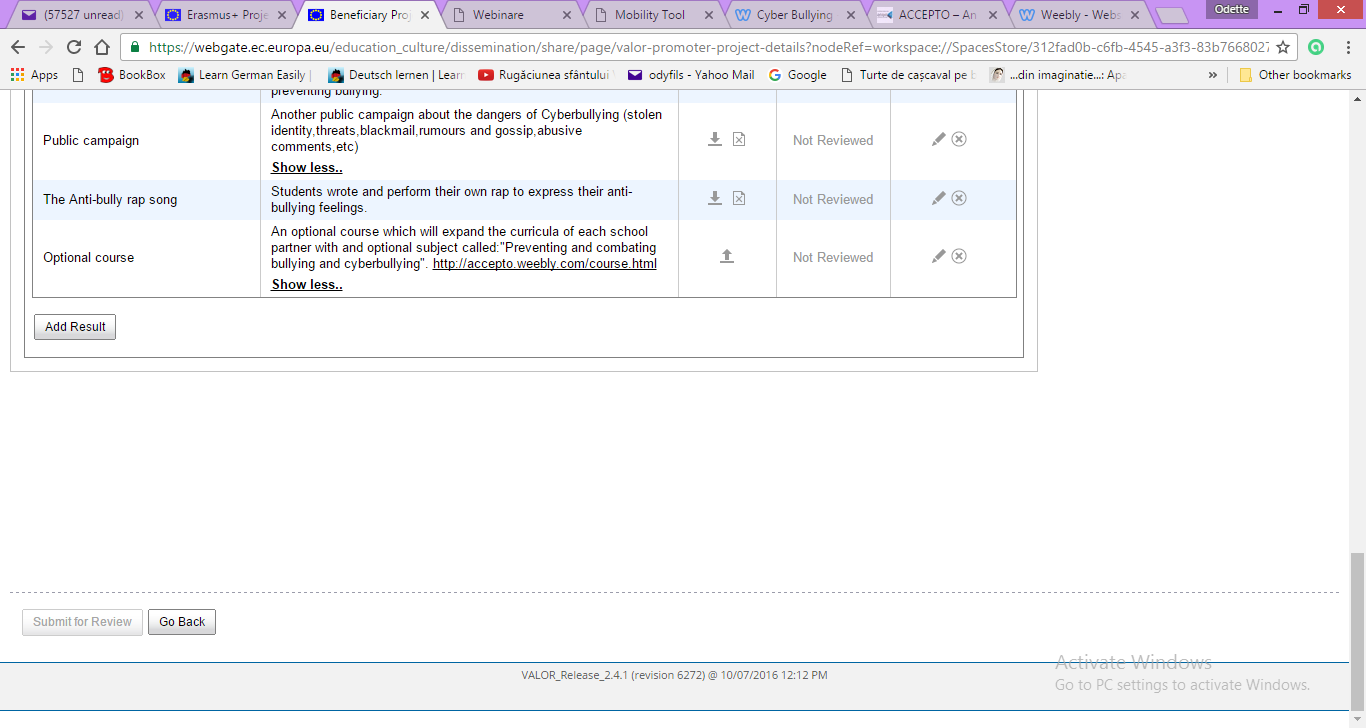 (57527 unread)
Erasmus+ Proje
Beneficiary Pro
Webinare
Mobility Tool
Cyber Bullying
ACCEPTO – An
Weebly - Webs
Odette
https://webgate.ec.europa.eu/education_culture/dissemination/share/page/valor-promoter-project-details?nodeRef=workspace://SpacesStore/312fad0b-c6fb-4545-a3f3-83b7668027
Apps
BookBox
Learn German Easily |
Deutsch lernen | Lear
Rugăciunea sfântului
odyfils - Yahoo Mail
Google
Turte de cașcaval pe b
...din imaginatie...: Apa
»
Other bookmarks
preventing bullying.
Public campaign
Another public campaign about the dangers of Cyberbullying (stolen
identity,threats,blackmail,rumours and gossip,abusive
comments,etc)
Show less..
Not Reviewed
The Anti-bully rap song
Students wrote and perform their own rap to express their anti-
bullying feelings.
Not Reviewed
Optional course
An optional course which will expand the curricula of each school
partner with and optional subject called:"Preventing and combating
bullying and cyberbullying". http://accepto.weebly.com/course.html
Show less..
Not Reviewed
Add Result
Submit for Review
Go Back
VALOR_Release_2.4.1 (revision 6272) @ 10/07/2016 12:12 PM
Activate Windows
Go to PC settings to activate Windows.